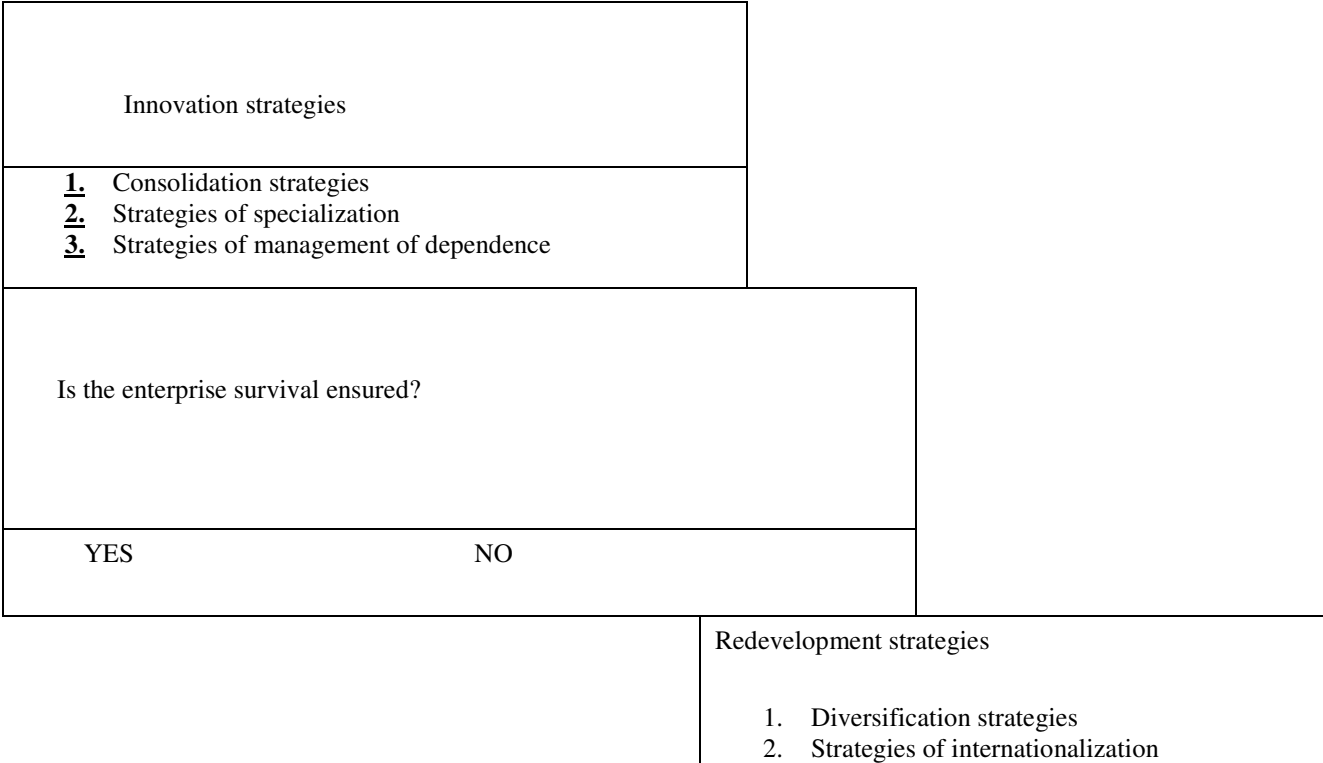 Innovation strategies
1. Consolidation strategies
2. Strategies of specialization
3. Strategies of management of dependence
Is the enterprise survival ensured?
YES NO
Redevelopment strategies
1. Diversification strategies
2. Strategies of internationalization